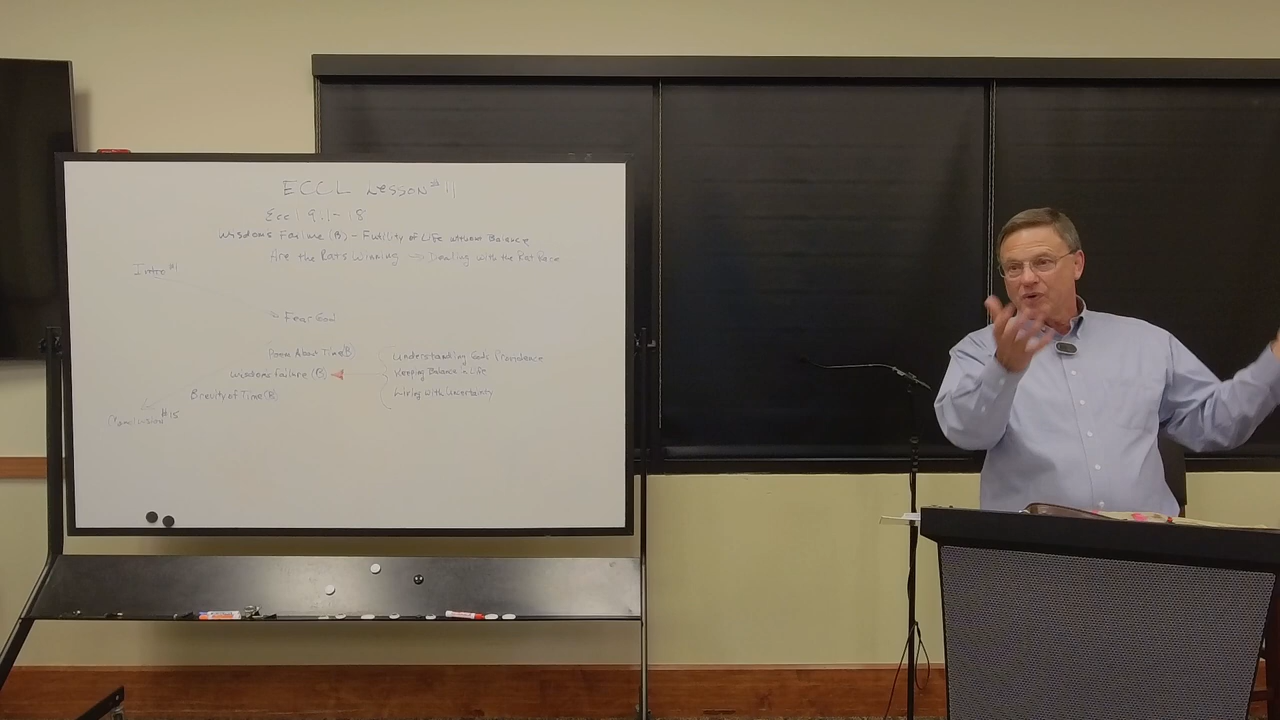 ECCL Lesson #11
Eccl 9:1-18
Wisdoms Failure (B) - Futility of Life without Balance
Are the Rats Winning -> Dealing with the Rat Race
Intro #1
Fear God
Poem About Time (B)
Understanding Gods Providence
Wisdoms Failure (B)
Keeping Balance in Life
Brevity of Time
Living with Uncertainty
Conclusion #15